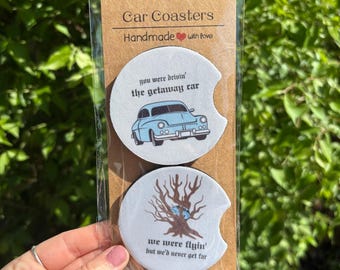 Car Coasters
Handmade with love
you were drivin'
the getaway car
we were flyin'
but we'd never get far